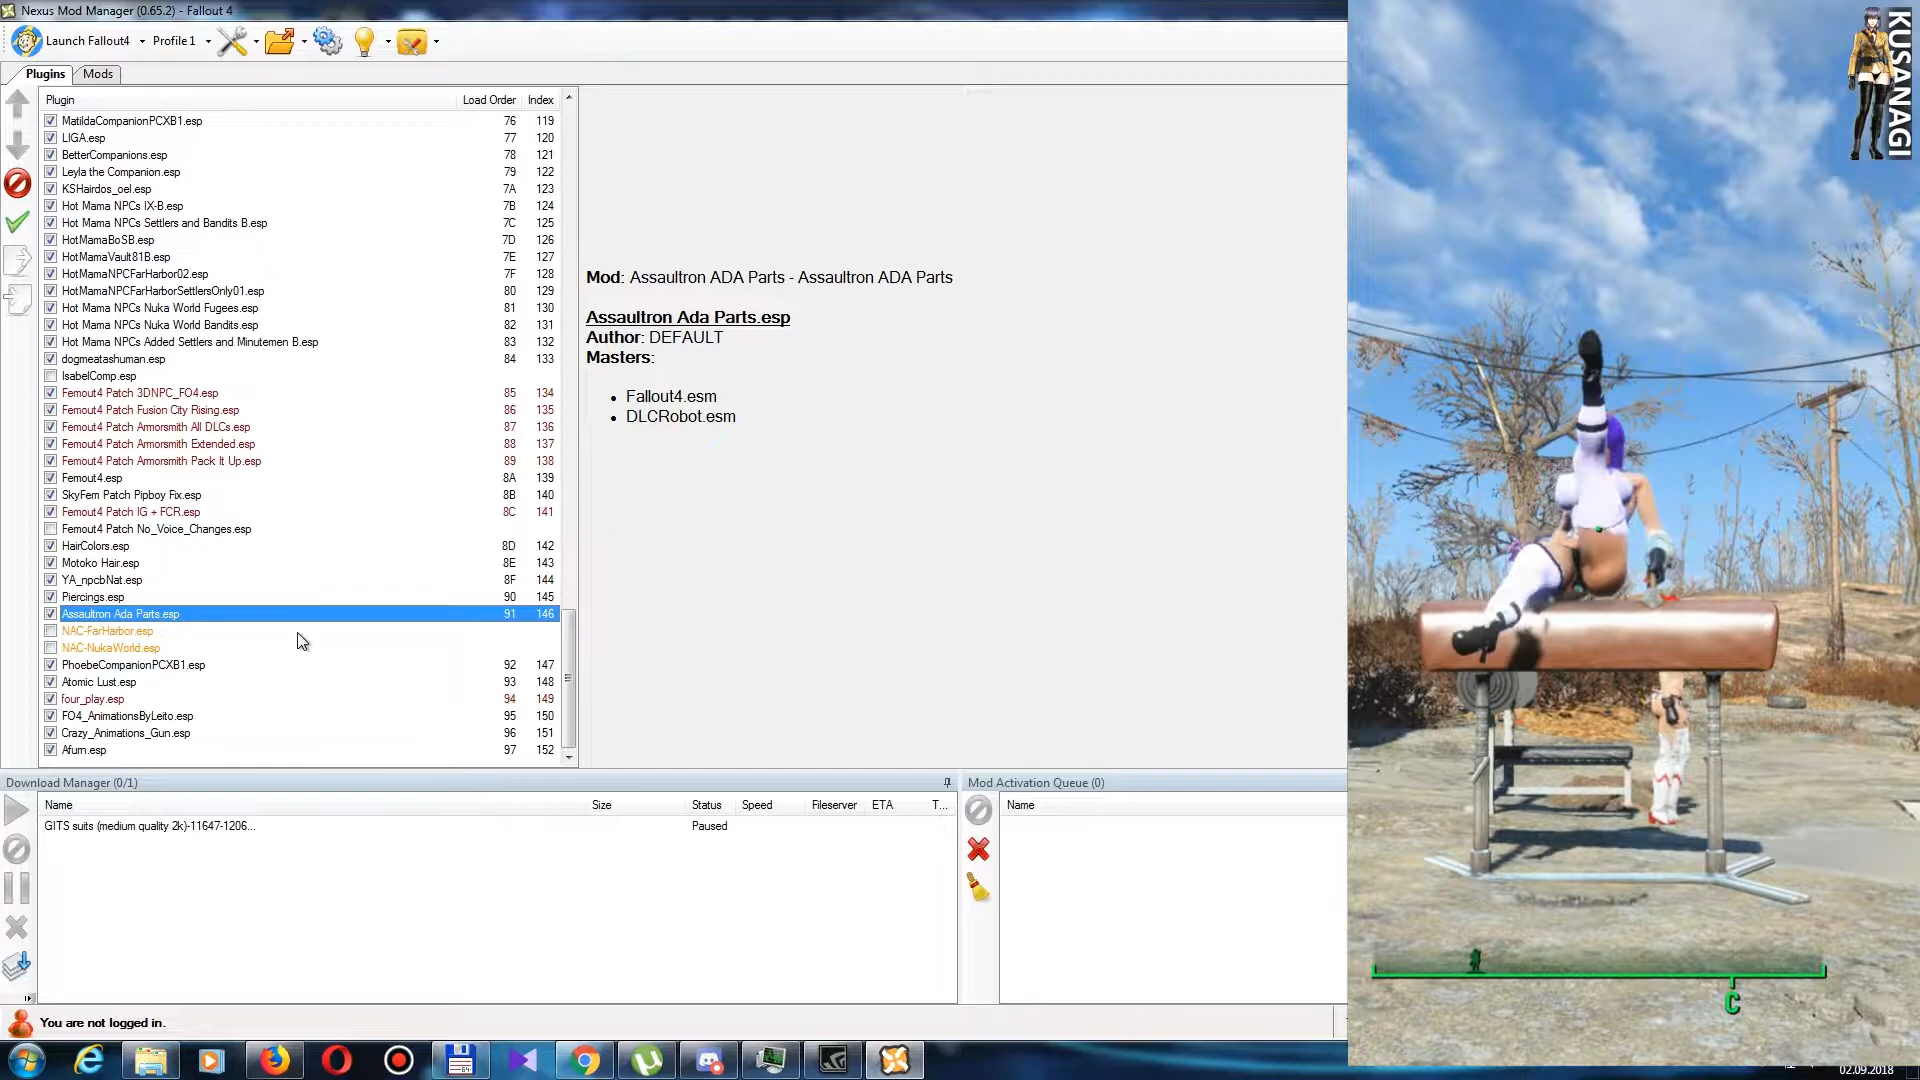 Nexus Mod Manager (0.65.2) - Fallout 4
Launch Fallout4 Profile1
Plugins Mods
Plugin Load Order Index
MatildaCompanionPCXB1.esp 76 119
LIGA.esp 77 120
BetterCompanions.esp 78 121
Leyla the Companion.esp 79 122
KSHairdos_oel.esp 7A 123
Hot Mama NPCs IX-B.esp 7B 124
Hot Mama NPCs Settlers and Bandits B.esp 7C 125
HotMamaBoSB.esp 7D 126
HotMamaVault81B.esp 7E 127
HotMamaNPCFarHarbor02.esp 7F 128
HotMamaNPCFarHarborSettlersOnly01.esp 80 129
Hot Mama NPCs Nuka World Fugees.esp 81 130
Hot Mama NPCs Nuka World Bandits.esp 82 131
Hot Mama NPCs Added Settlers and Minutemen B.esp 83 132
dogmeatashuman.esp 84 133
IsabelComp.esp
Femout4 Patch 3DNPC_FO4.esp 85 134
Femout4 Patch Fusion City Rising.esp 86 135
Femout4 Patch Amorsmith All DLCs.esp 87 136
Femout4 Patch Amorsmith Extended.esp 88 137
Femout4 Patch Amorsmith Pack It Up.esp 89 138
Femout4.esp 8A 139
SkyFem Patch Pipboy Fix.esp 8B 140
Femout4 Patch IG + FCR.esp 8C 141
Femout4 Patch No_Voice_Changes.esp
HairColors.esp 8D 142
Motoko Hair.esp 8E 143
YA_npcbNat.esp 8F 144
Piercings.esp 90 145
Assaultron Ada Parts.esp 91 146
NAC-FarHarbor.esp
NAC-NukaWorld.esp
PhoebeCompanionPCXB1.esp 92 147
Atomic Lust.esp 93 148
four_play.esp 94 149
FO4_AnimationsByLeito.esp 95 150
Crazy_Animations_Gun.esp 96 151
Afurn.esp 97 152
Mod: Assaultron ADA Parts - Assaultron ADA Parts
Assaultron Ada Parts.esp
Author: DEFAULT
Masters:
Fallout4.esm
DLCRobot.esm
Download Manager (0/1)
Name Size Status Speed Fileserver ETA T...
GITS suits (medium quality 2k)-11647-1206... Paused
Mod Activation Queue (0)
Name
You are not logged in.
KUSANAGI
C
64
02.09.2018